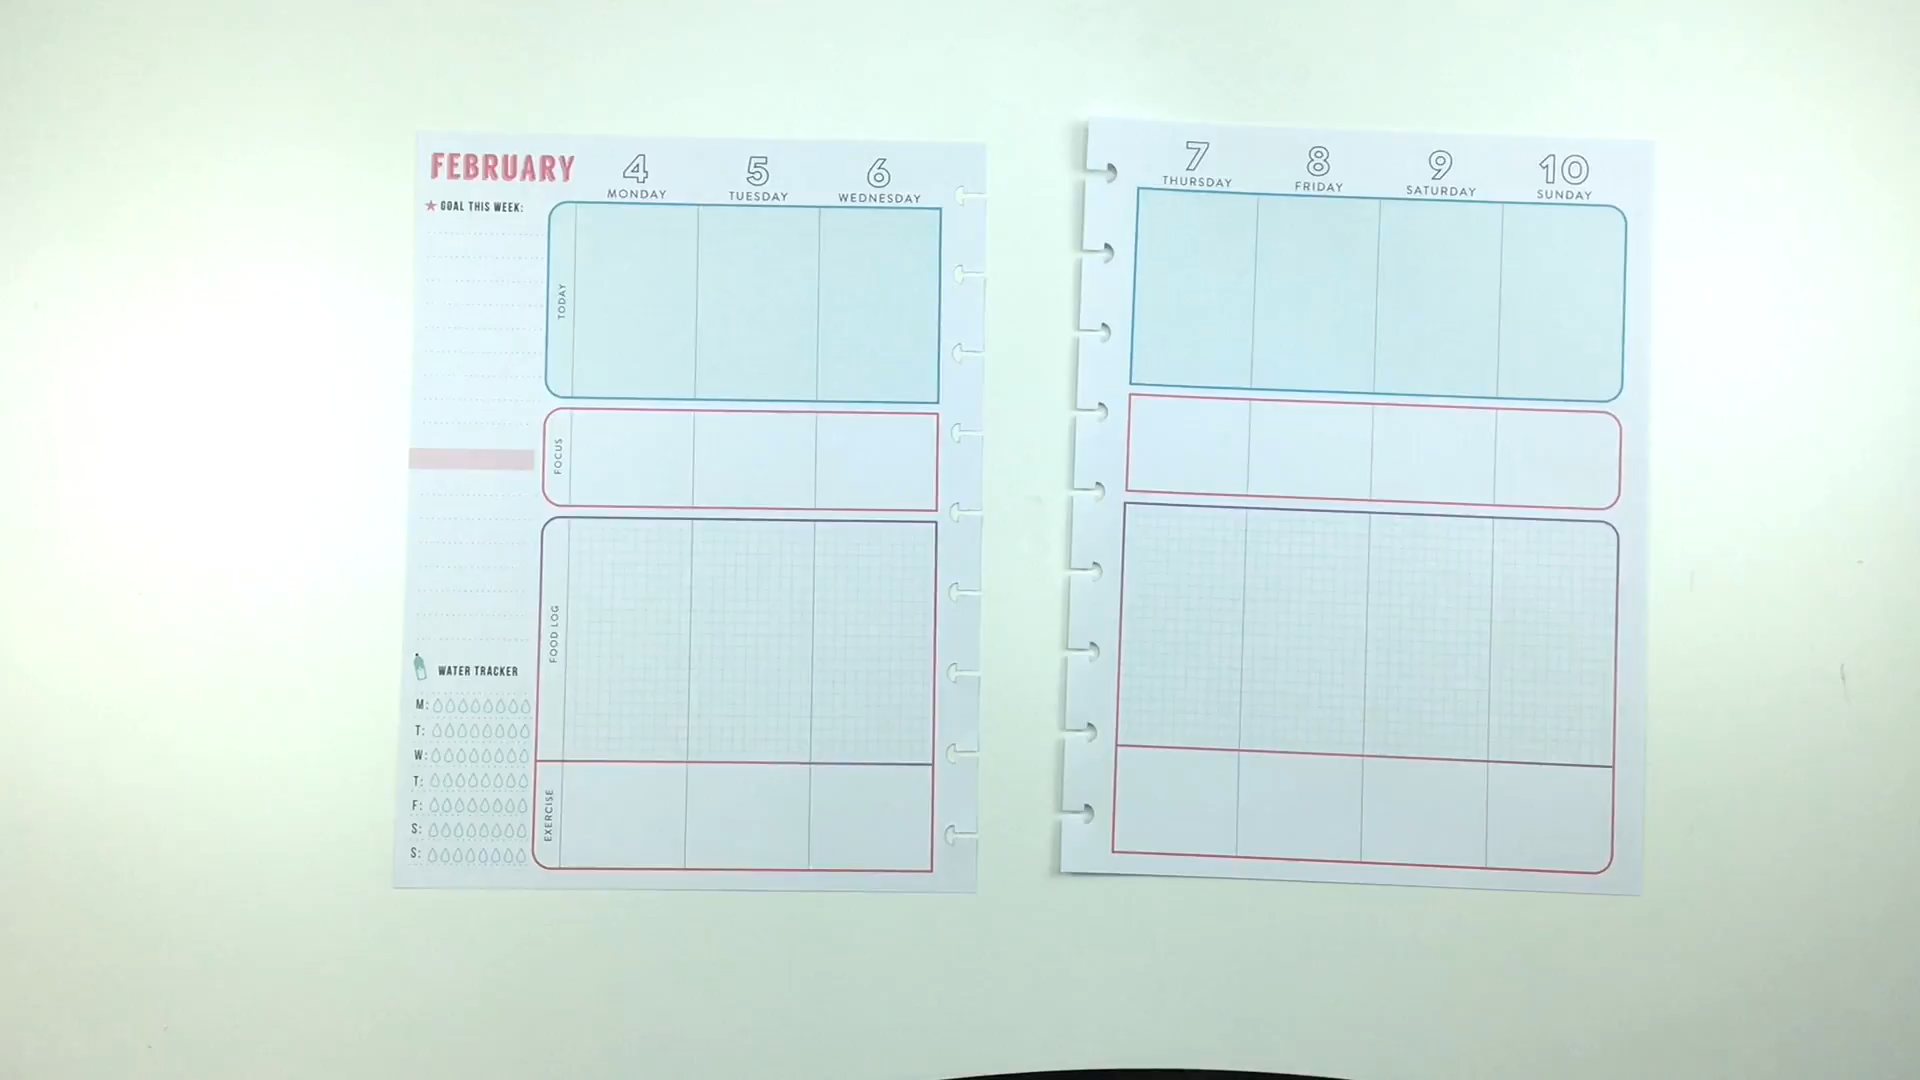 FEBRUARY
4 5 6
MONDAY TUESDAY WEDNESDAY
★ GOAL THIS WEEK:
TODAY
FOCUS
FOOD LOG
WATER TRACKER
M:
T:
W:
T:
F:
S:
S:
EXERCISE
7 8 9 10
THURSDAY FRIDAY SATURDAY SUNDAY